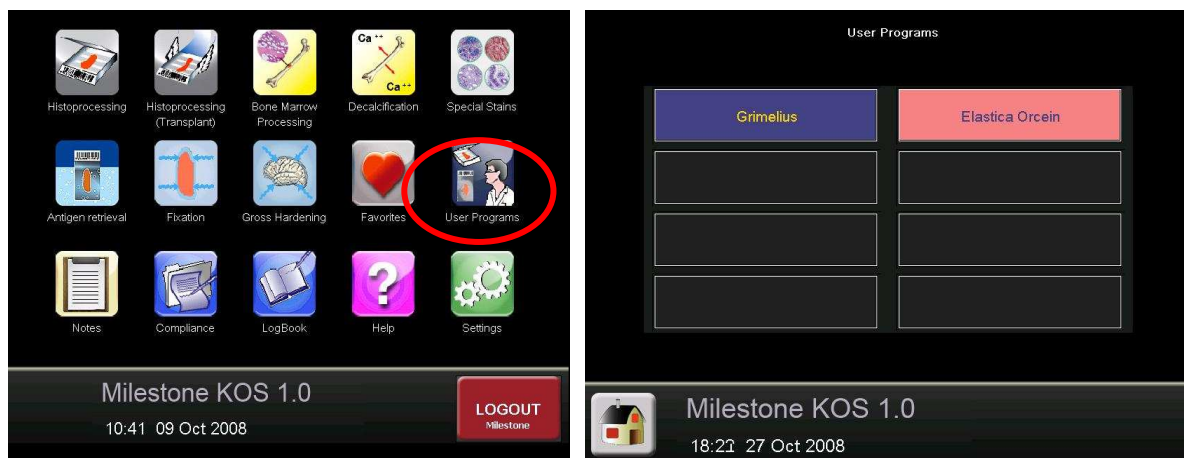 Ca ++
Ca ++
Histoprocessing
Histoprocessing
(Transplant)
Bone Marrow
Processing
Decalcification
Special Stains
Antigen retrieval
Fixation
Gross Hardening
Favorites
User Programs
Notes
Compliance
LogBook
Help
Settings
Milestone KOS 1.0
10:41 09 Oct 2008
LOGOUT
Milestone
User Programs
Grimelius
Elastica Orcein
Milestone KOS 1.0
27 Oct 2008